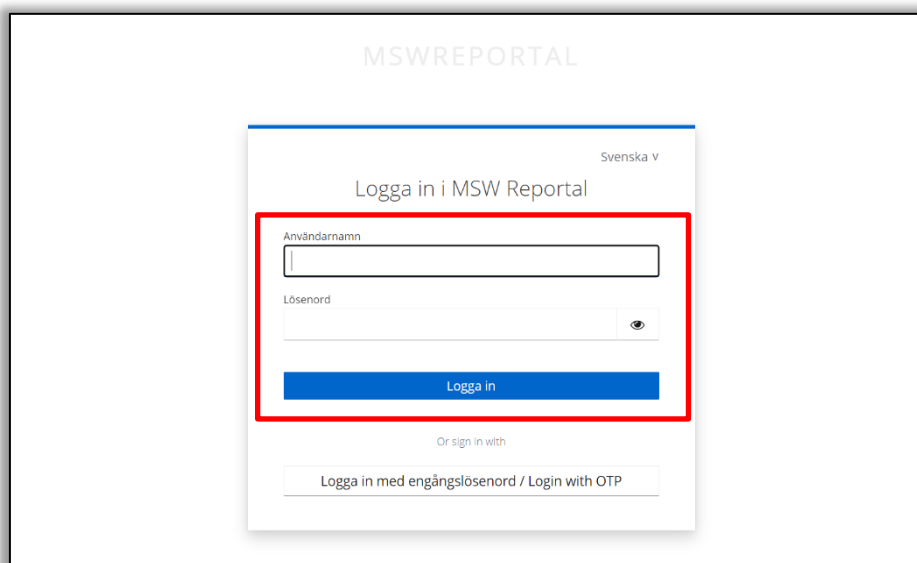 MSWREPORTAL
Svenska v
Logga in i MSW Reportal
Användarnamn
Lösenord
Logga in
Or sign in with
Logga in med engångslösenord / Login with OTP